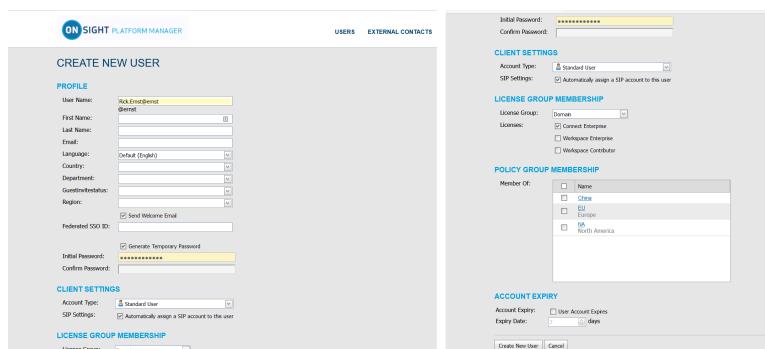 ON SIGHT PLATFORM MANAGER
USERS EXTERNAL CONTACTS
CREATE NEW USER
PROFILE
User Name: Rick.Ernst@ernst
@ernst
First Name:
Last Name:
Email:
Language: Default (English)
Country:
Department:
Guestinvitestatus:
Region:
Send Welcome Email
Federated SSO ID:
Generate Temporary Password
Initial Password: ●●●●●●●●●●●●
Confirm Password:
CLIENT SETTINGS
Account Type: Standard User
SIP Settings: Automatically assign a SIP account to this user
LICENSE GROUP MEMBERSHIP
License Group:
Initial Password: ●●●●●●●●●●●●
Confirm Password:
CLIENT SETTINGS
Account Type: Standard User
SIP Settings: Automatically assign a SIP account to this user
LICENSE GROUP MEMBERSHIP
License Group: Domain
Licenses: Connect Enterprise
Workspace Enterprise
Workspace Contributor
POLICY GROUP MEMBERSHIP
Member Of: Name
China
EU
Europe
NA
North America
ACCOUNT EXPIRY
Account Expiry: User Account Expires
Expiry Date: days
Create New User Cancel